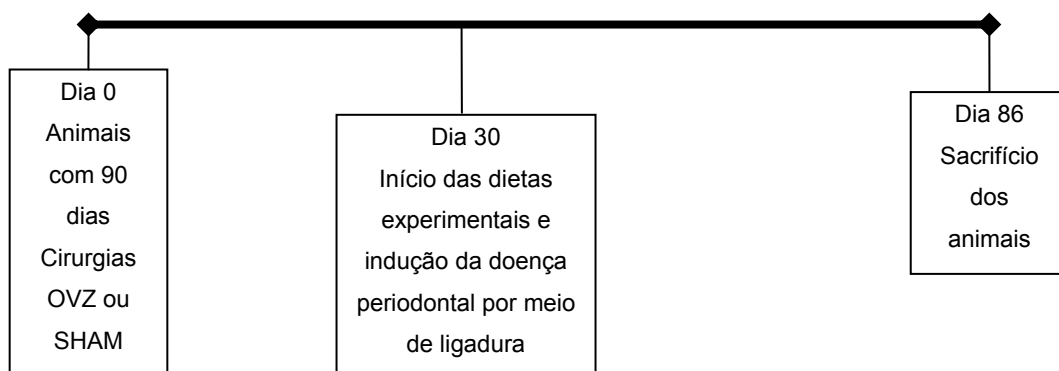 Dia 0
Animais
com 90
dias
Cirurgias
OVZ ou
SHAM
Dia 30
Início das dietas
experimentais e
indução da doença
periodontal por meio
de ligadura
Dia 86
Sacrifício
dos
animais